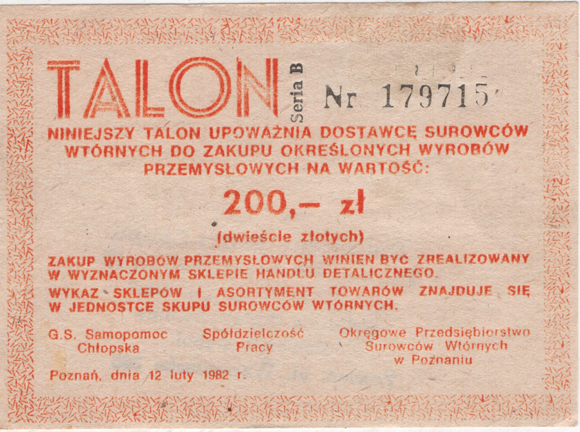 TALON
Seria B
Nr 179715
NINIEJSZY TALON UPOWAŻNIA DOSTAWCĘ SUROWCÓW
WTÓRNYCH DO ZAKUPU OKREŚLONYCH WYROBÓW
PRZEMYSŁOWYCH NA WARTOŚĆ:
200,— zł
(dwieście złotych)
ZAKUP WYROBÓW PRZEMYSŁOWYCH WINIEN BYĆ ZREALIZOWANY
W WYZNACZONYM SKLEPIE HANDLU DETALICZNEGO.
WYKAZ SKLEPÓW I ASORTYMENT TOWARÓW ZNAJDUJE SIĘ
W JEDNOSTCE SKUPU SUROWCÓW WTÓRNYCH.
G.S. Samopomoc Spółdzielczość Okręgowe Przedsiębiorstwo
Chłopska Pracy Surowców Wtórnych
w Poznaniu
Poznań, dnia 12 luty 1982 r.